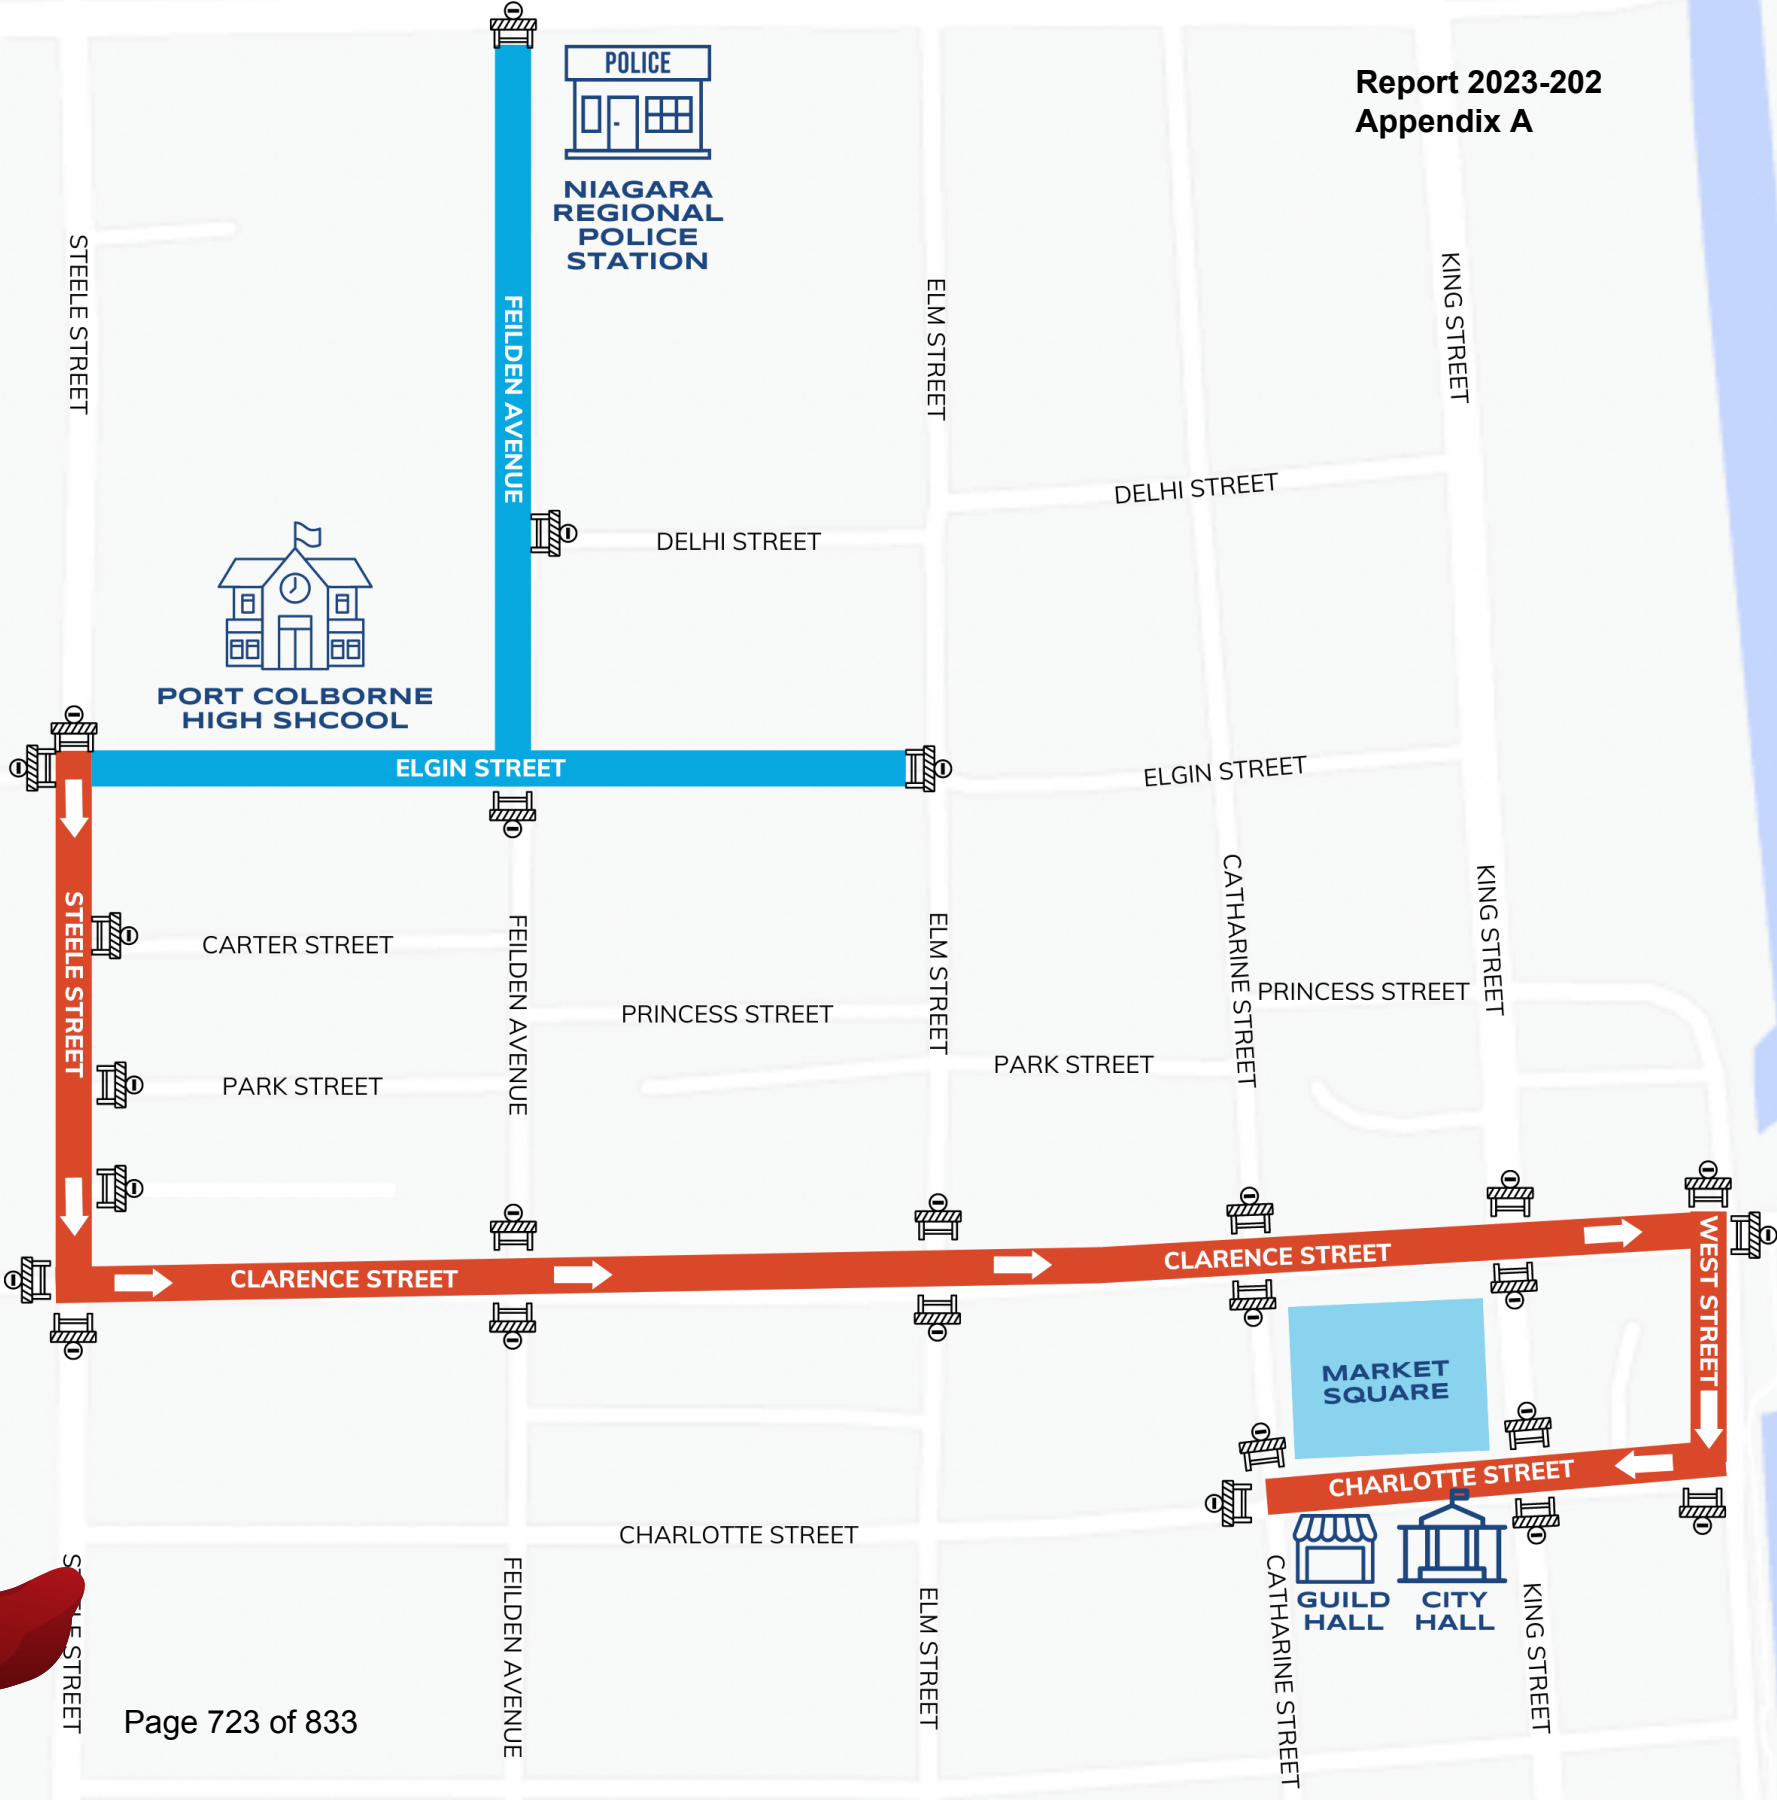 Report 2023-202
Appendix A
POLICE
NIAGARA
REGIONAL
POLICE
STATION
STEELE STREET
FEILDEN AVENUE
ELM STREET
KING STREET
DELHI STREET
DELHI STREET
PORT COLBORNE
HIGH SHCOOL
ELGIN STREET
ELGIN STREET
STEELE STREET
CARTER STREET
FEILDEN AVENUE
ELM STREET
CATHARINE STREET
KING STREET
PRINCESS STREET
PRINCESS STREET
PARK STREET
PARK STREET
CLARENCE STREET
CLARENCE STREET
WEST STREET
MARKET
SQUARE
CHARLOTTE STREET
CHARLOTTE STREET
GUILD
HALL
CITY
HALL
STREET
FEILDEN AVENUE
ELM STREET
CATHARINE STREET
KING STREET
Page 723 of 833